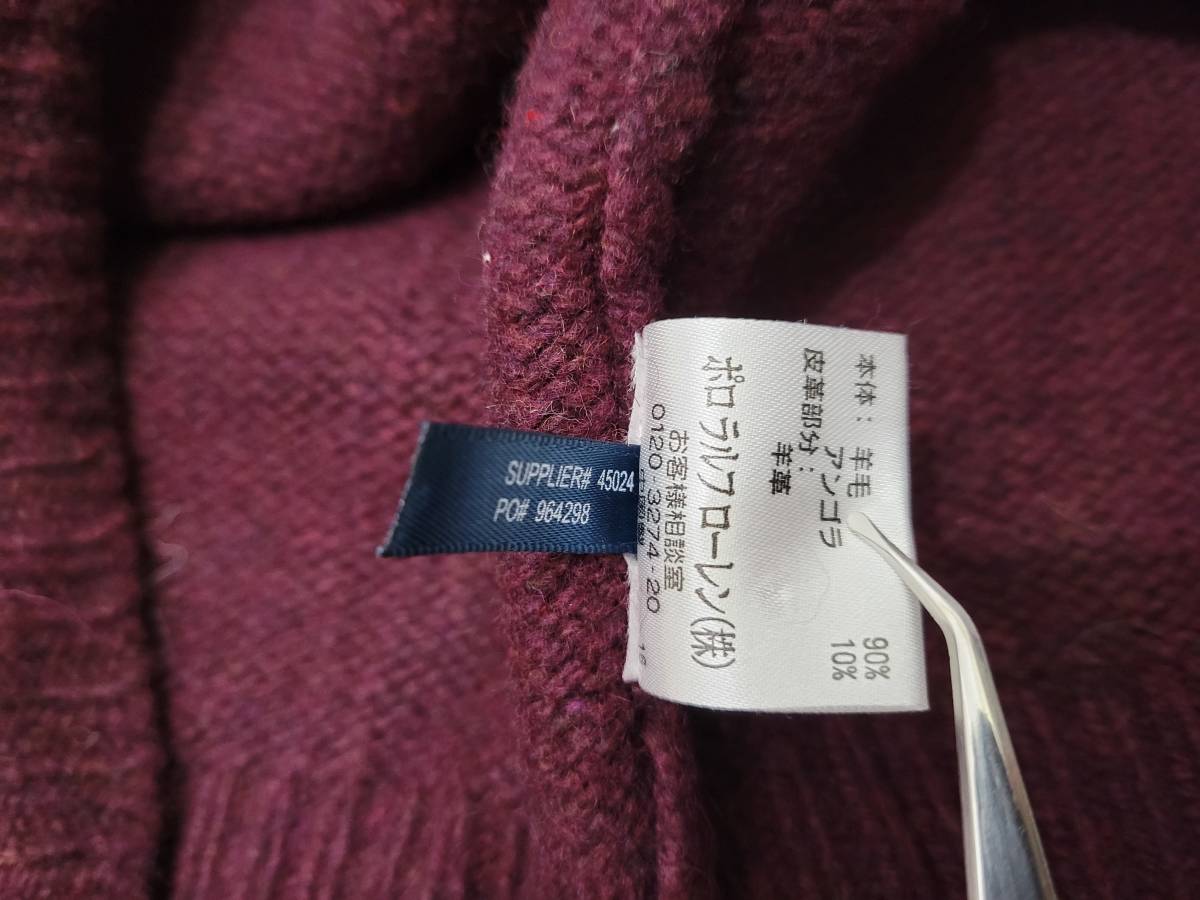 本体: 羊毛 90%
アンゴラ 10%
皮革部分:
羊革
ポロ ラルフ ローレン(株)
お客様相談室
0120-3274-20
SUPPLIER# 45024
PO# 964298